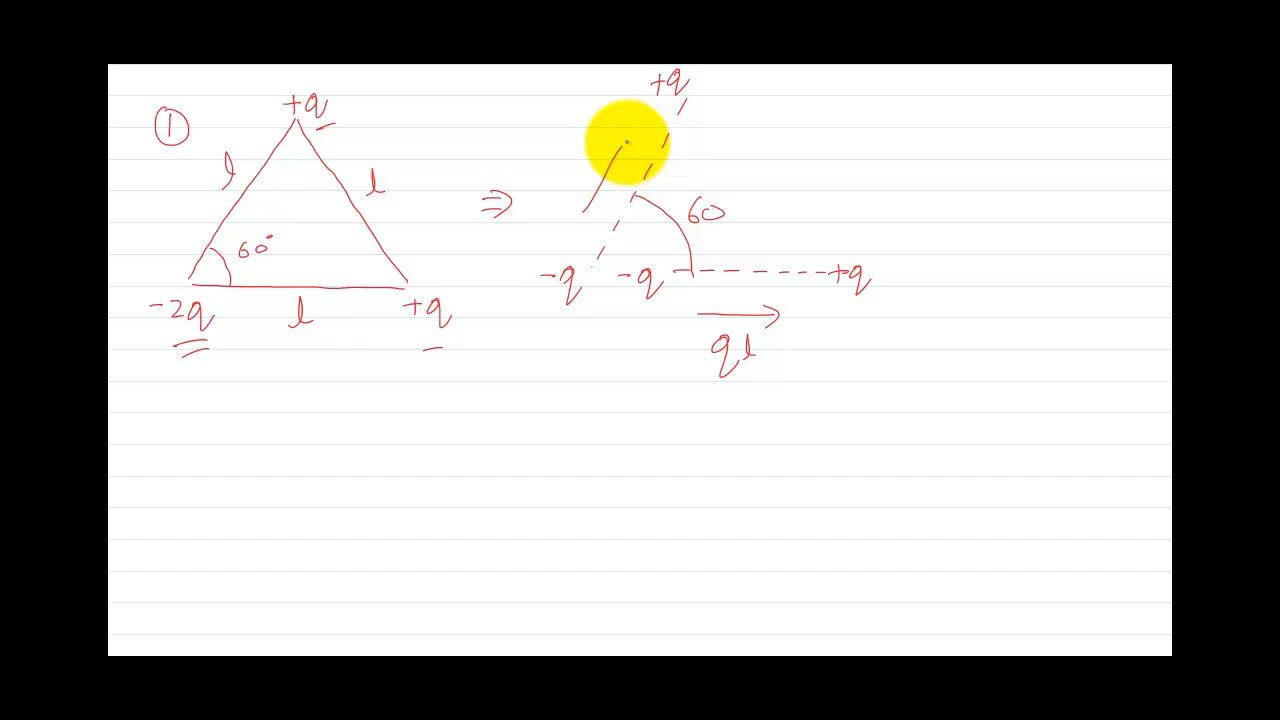 ① +q
l l
60°
-2q l +q
⇒
+q
60
-q -q +q
ql